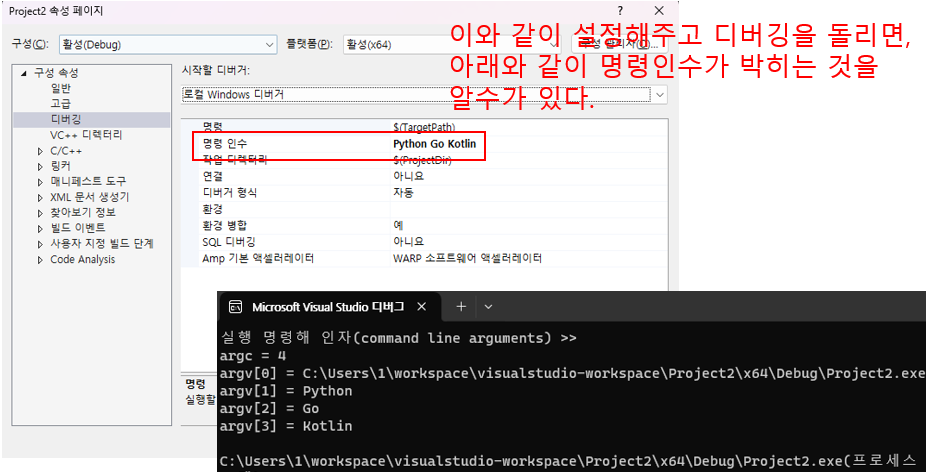 Project2 속성 페이지
?
구성(C):
활성(Debug)
플랫폼(P):
활성(x64)
이와 같이 설정해주고 디버깅을 돌리면,
아래와 같이 명령인수가 박히는 것을
알수가 있다.
구성 속성
일반
고급
디버깅
VC++ 디렉터리
C/C++
링커
매니페스트 도구
XML 문서 생성기
찾아보기 정보
빌드 이벤트
사용자 지정 빌드 단계
Code Analysis
시작할 디버거:
로컬 Windows 디버거
명령 $(TargetPath)
명령 인수 Python Go Kotlin
작업 디렉터리 $(ProjectDir)
연결 아니요
디버거 형식 자동
환경
환경 병합 예
SQL 디버깅 아니요
Amp 기본 액셀러레이터 WARP 소프트웨어 액셀러레이터
명령
실행할
Microsoft Visual Studio 디버그
실행 명령해 인자(command line arguments) >>
argc = 4
argv[0] = C:\Users\1\workspace\visualstudio-workspace\Project2\x64\Debug\Project2.exe
argv[1] = Python
argv[2] = Go
argv[3] = Kotlin
C:\Users\1\workspace\visualstudio-workspace\Project2\x64\Debug\Project2.exe(프로세스